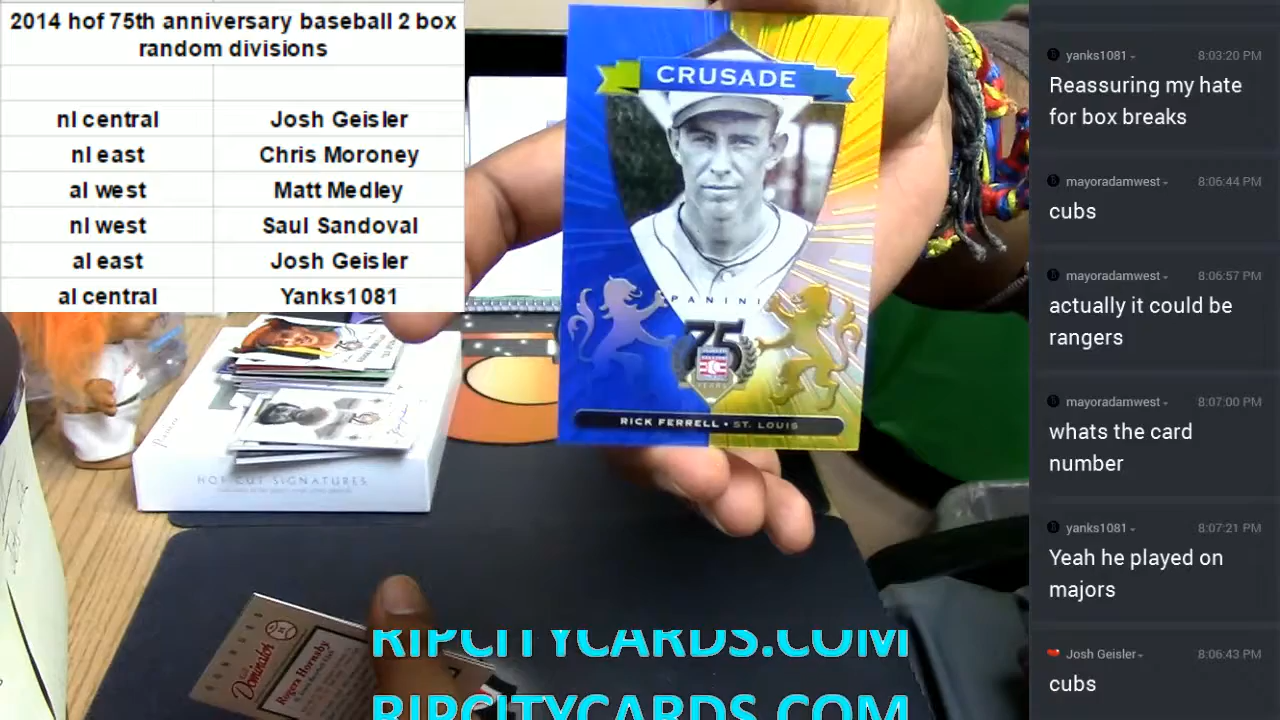 2014 hof 75th anniversary baseball 2 box
random divisions
nl central Josh Geisler
nl east Chris Moroney
al west Matt Medley
nl west Saul Sandoval
al east Josh Geisler
al central Yanks1081
CRUSADE
PANINI
75
YEARS
RICK FERRELL • ST. LOUIS
HOF CUT SIGNATURES
Dominator
Rogers Hornsby
RIPCITYCARDS.COM
RIPCITYCARDS.COM
yanks1081 8:03:20 PM
Reassuring my hate
for box breaks
mayoradamwest 8:06:44 PM
cubs
mayoradamwest 8:06:57 PM
actually it could be
rangers
mayoradamwest 8:07:00 PM
whats the card
number
yanks1081 8:07:21 PM
Yeah he played on
majors
Josh Geisler 8:06:43 PM
cubs